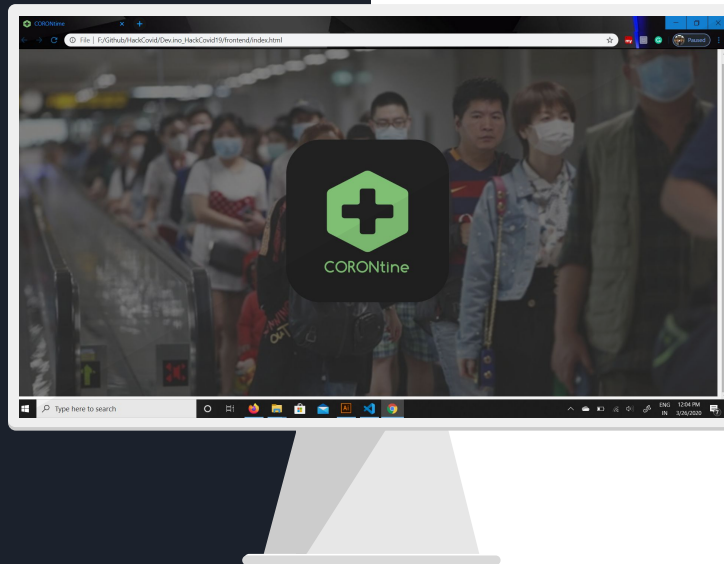 CORONtine
File | F:/Github/HackCovid/Dev.ino_HackCovid19/frontend/index.html
Paused
CORONtine
Type here to search
Ai
ENG
IN
12:04 PM
3/26/2020